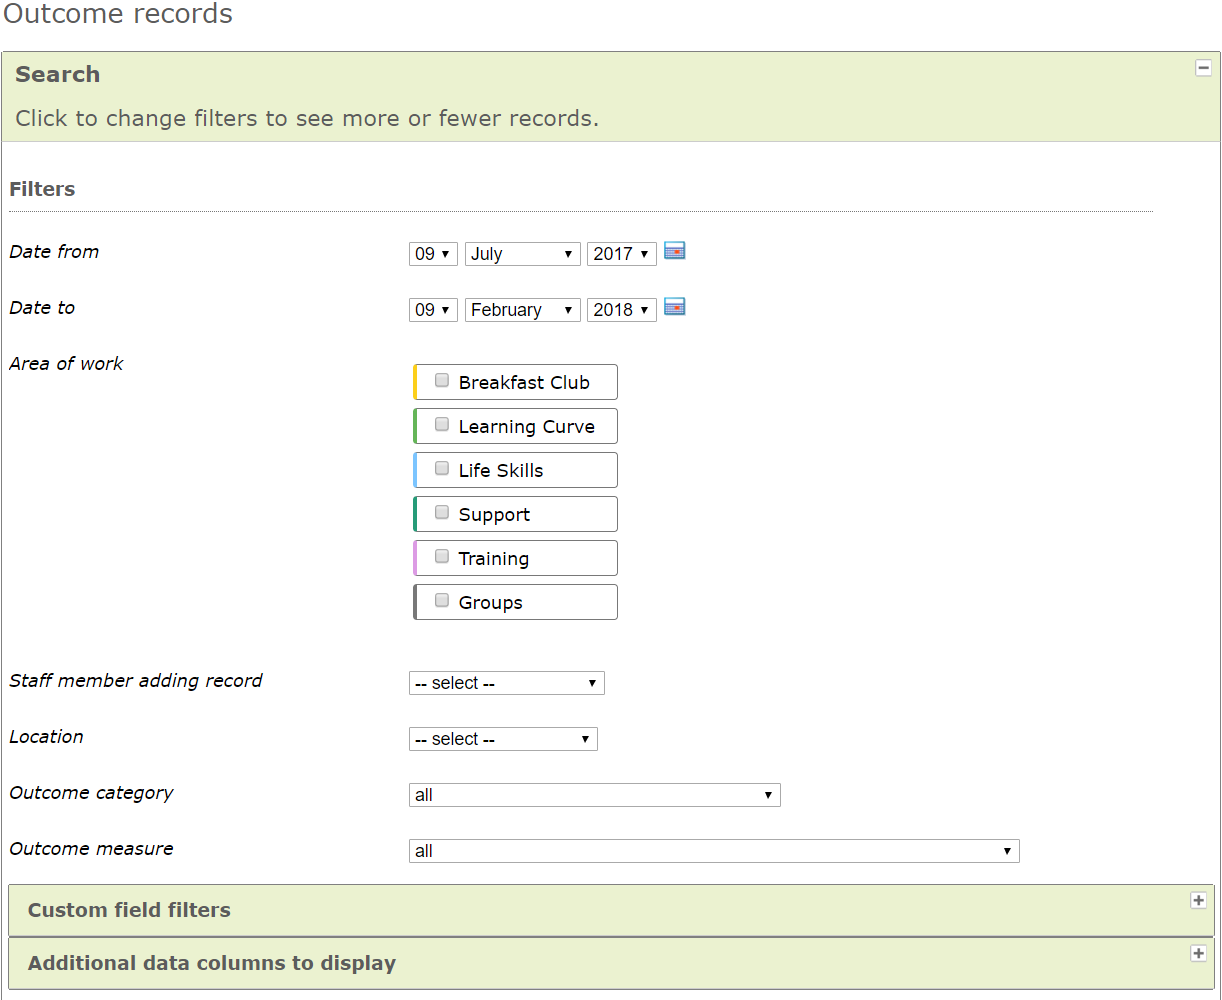 Outcome records
Search
Click to change filters to see more or fewer records.
Filters
Date from 09 July 2017
Date to 09 February 2018
Area of work
Breakfast Club
Learning Curve
Life Skills
Support
Training
Groups
Staff member adding record -- select --
Location -- select --
Outcome category all
Outcome measure all
Custom field filters
Additional data columns to display